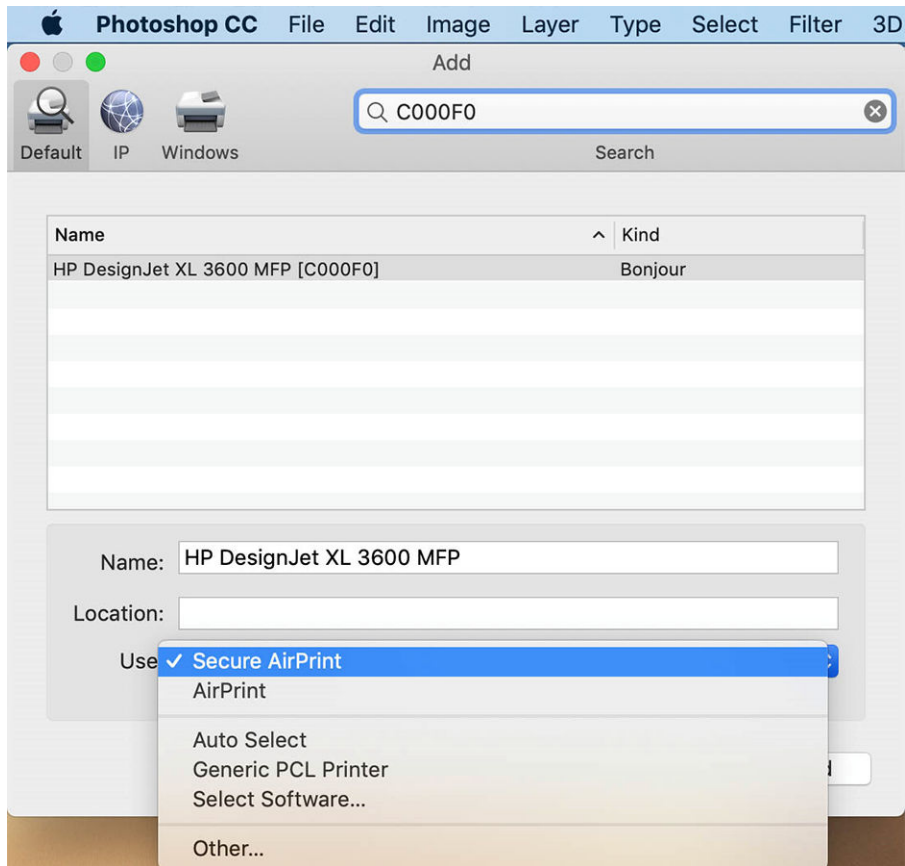 Photoshop CC File Edit Image Layer Type Select Filter 3D
Add
C000F0
Default IP Windows Search
Name Kind
HP DesignJet XL 3600 MFP [C000F0] Bonjour
Name: HP DesignJet XL 3600 MFP
Location:
Use ✓ Secure AirPrint
AirPrint
Auto Select
Generic PCL Printer
Select Software...
Other...